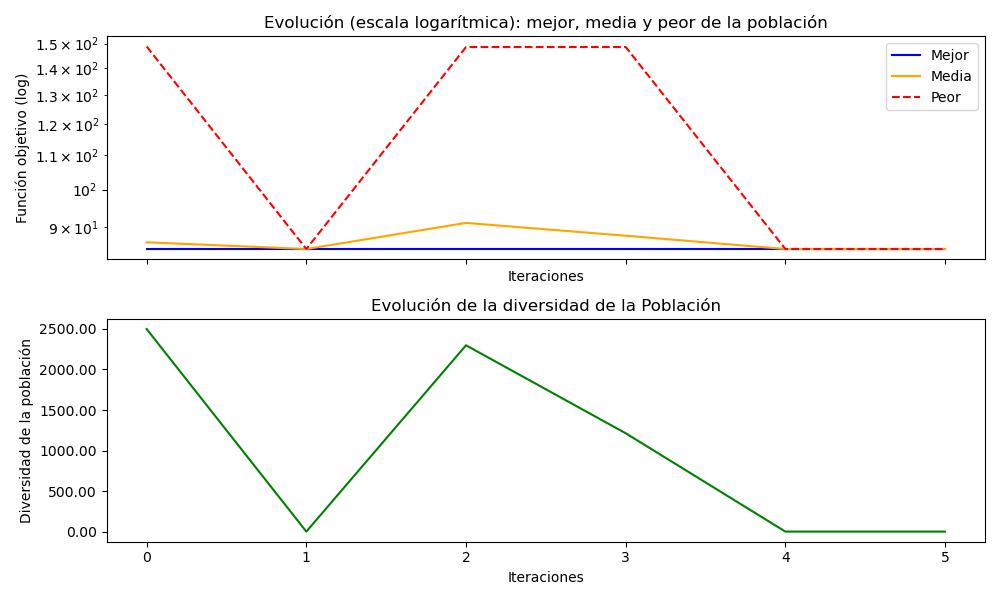 Evolución (escala logarítmica): mejor, media y peor de la población
Función objetivo (log)
1.5 × 10²
1.4 × 10²
1.3 × 10²
1.2 × 10²
1.1 × 10²
10²
9 × 10¹
Mejor
Media
Peor
Iteraciones
Evolución de la diversidad de la Población
Diversidad de la población
2500.00
2000.00
1500.00
1000.00
500.00
0.00
0 1 2 3 4 5
Iteraciones